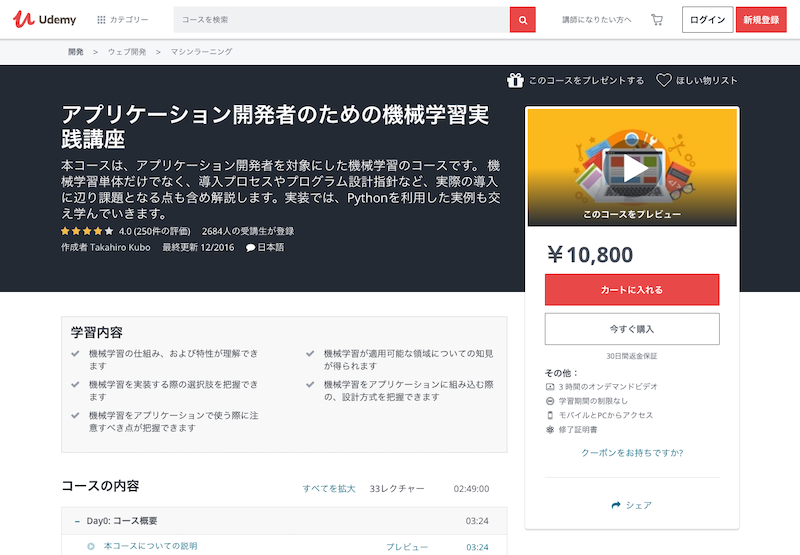 Udemy
カテゴリー
コースを検索
講師になりたい方へ
ログイン
新規登録
開発 > ウェブ開発 > マシンラーニング
このコースをプレゼントする
ほしい物リスト
アプリケーション開発者のための機械学習実
践講座
本コースは、アプリケーション開発者を対象にした機械学習のコースです。 機
械学習単体だけでなく、導入プロセスやプログラム設計指針など、実際の導入
に辺り課題となる点も含め解説します。実装では、Pythonを利用した実例も交
え学んでいきます。
4.0 (250件の評価) 2684人の受講生が登録
作成者 Takahiro Kubo 最終更新 12/2016 日本語
このコースをプレビュー
¥10,800
カートに入れる
今すぐ購入
30日間返金保証
その他：
3 時間のオンデマンドビデオ
学習期間の制限なし
モバイルとPCからアクセス
修了証明書
クーポンをお持ちですか?
シェア
学習内容
機械学習の仕組み、および特性が理解でき
ます
機械学習を実装する際の選択肢を把握でき
ます
機械学習をアプリケーションで使う際に注
意すべき点が把握できます
機械学習が適用可能な領域についての知見
が得られます
機械学習をアプリケーションに組み込む際
の、設計方式を把握できます
コースの内容
すべてを拡大
33レクチャー
02:49:00
– Day0: コース概要 03:24
本コースについての説明 プレビュー 03:24